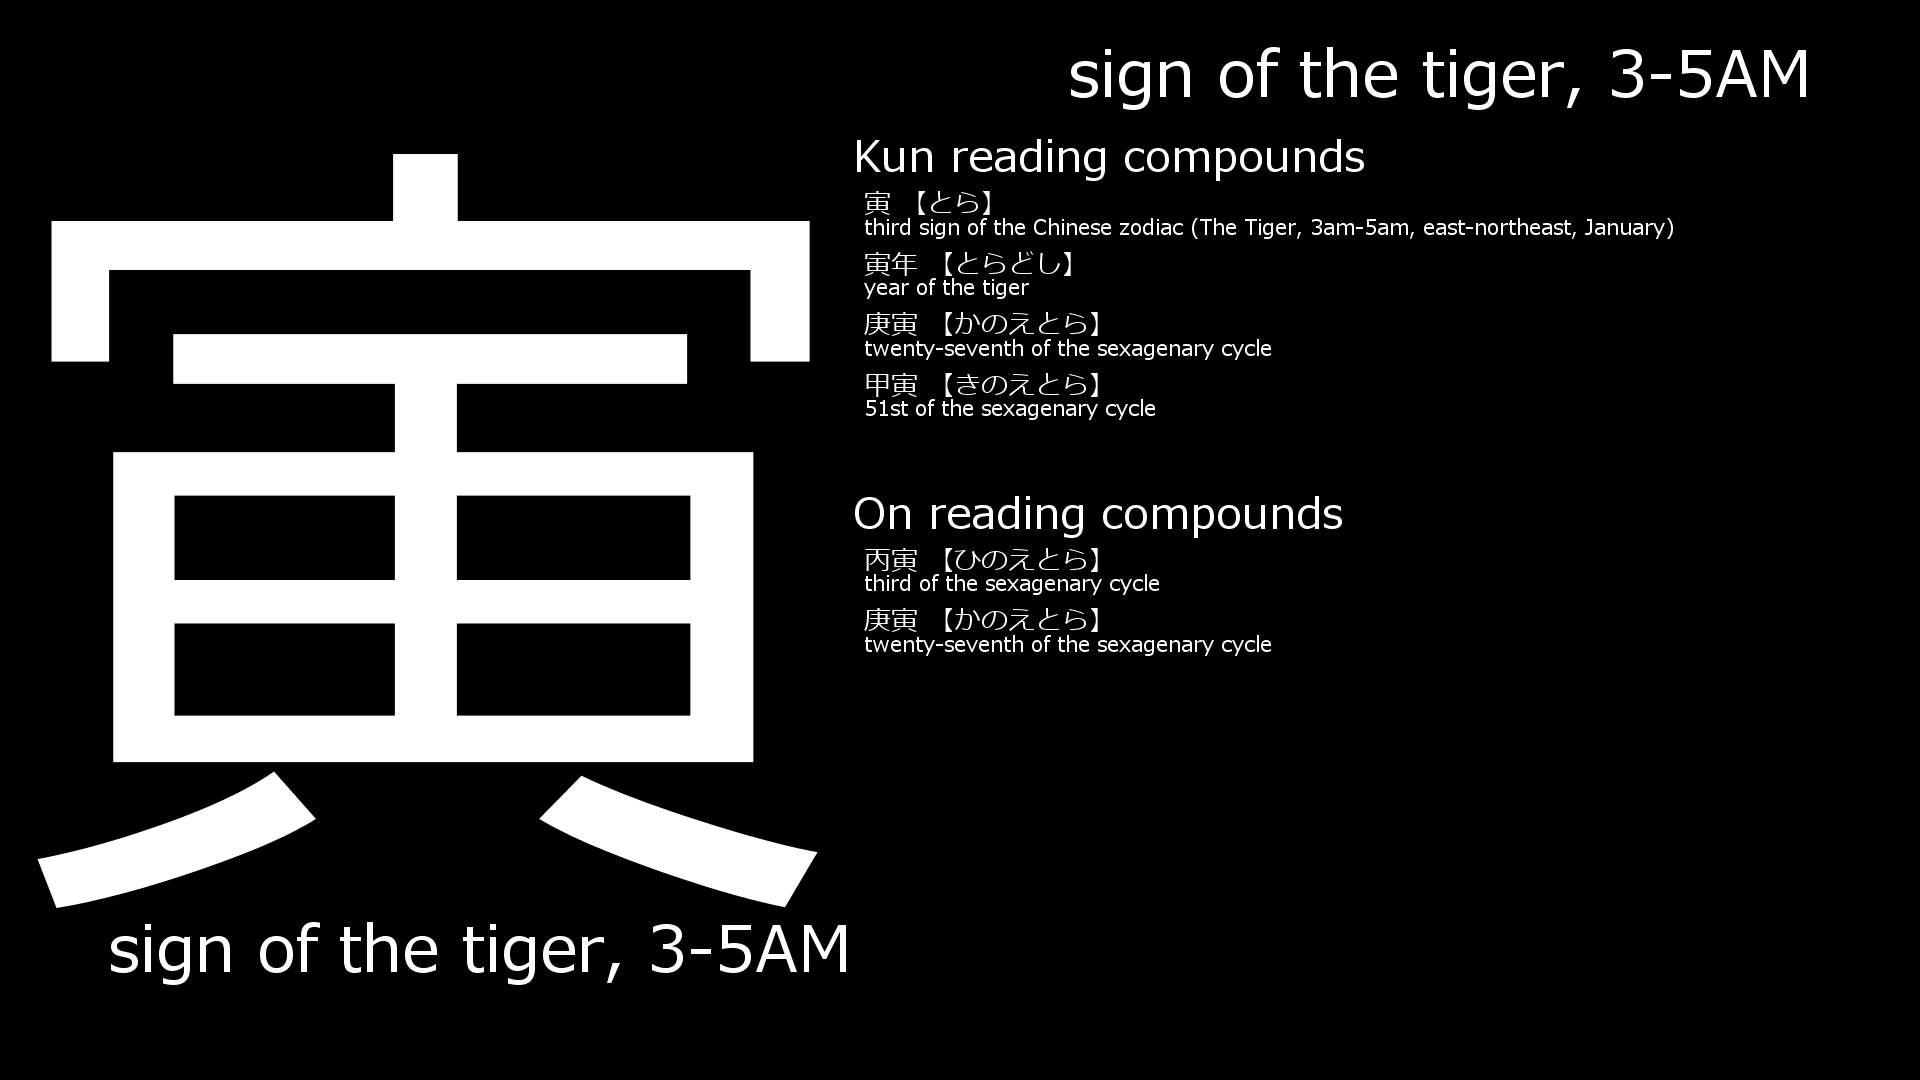 寅
sign of the tiger, 3-5AM
sign of the tiger, 3-5AM
Kun reading compounds
寅 【とら】
third sign of the Chinese zodiac (The Tiger, 3am-5am, east-northeast, January)
寅年 【とらどし】
year of the tiger
庚寅 【かのえとら】
twenty-seventh of the sexagenary cycle
甲寅 【きのえとら】
51st of the sexagenary cycle
On reading compounds
丙寅 【ひのえとら】
third of the sexagenary cycle
庚寅 【かのえとら】
twenty-seventh of the sexagenary cycle